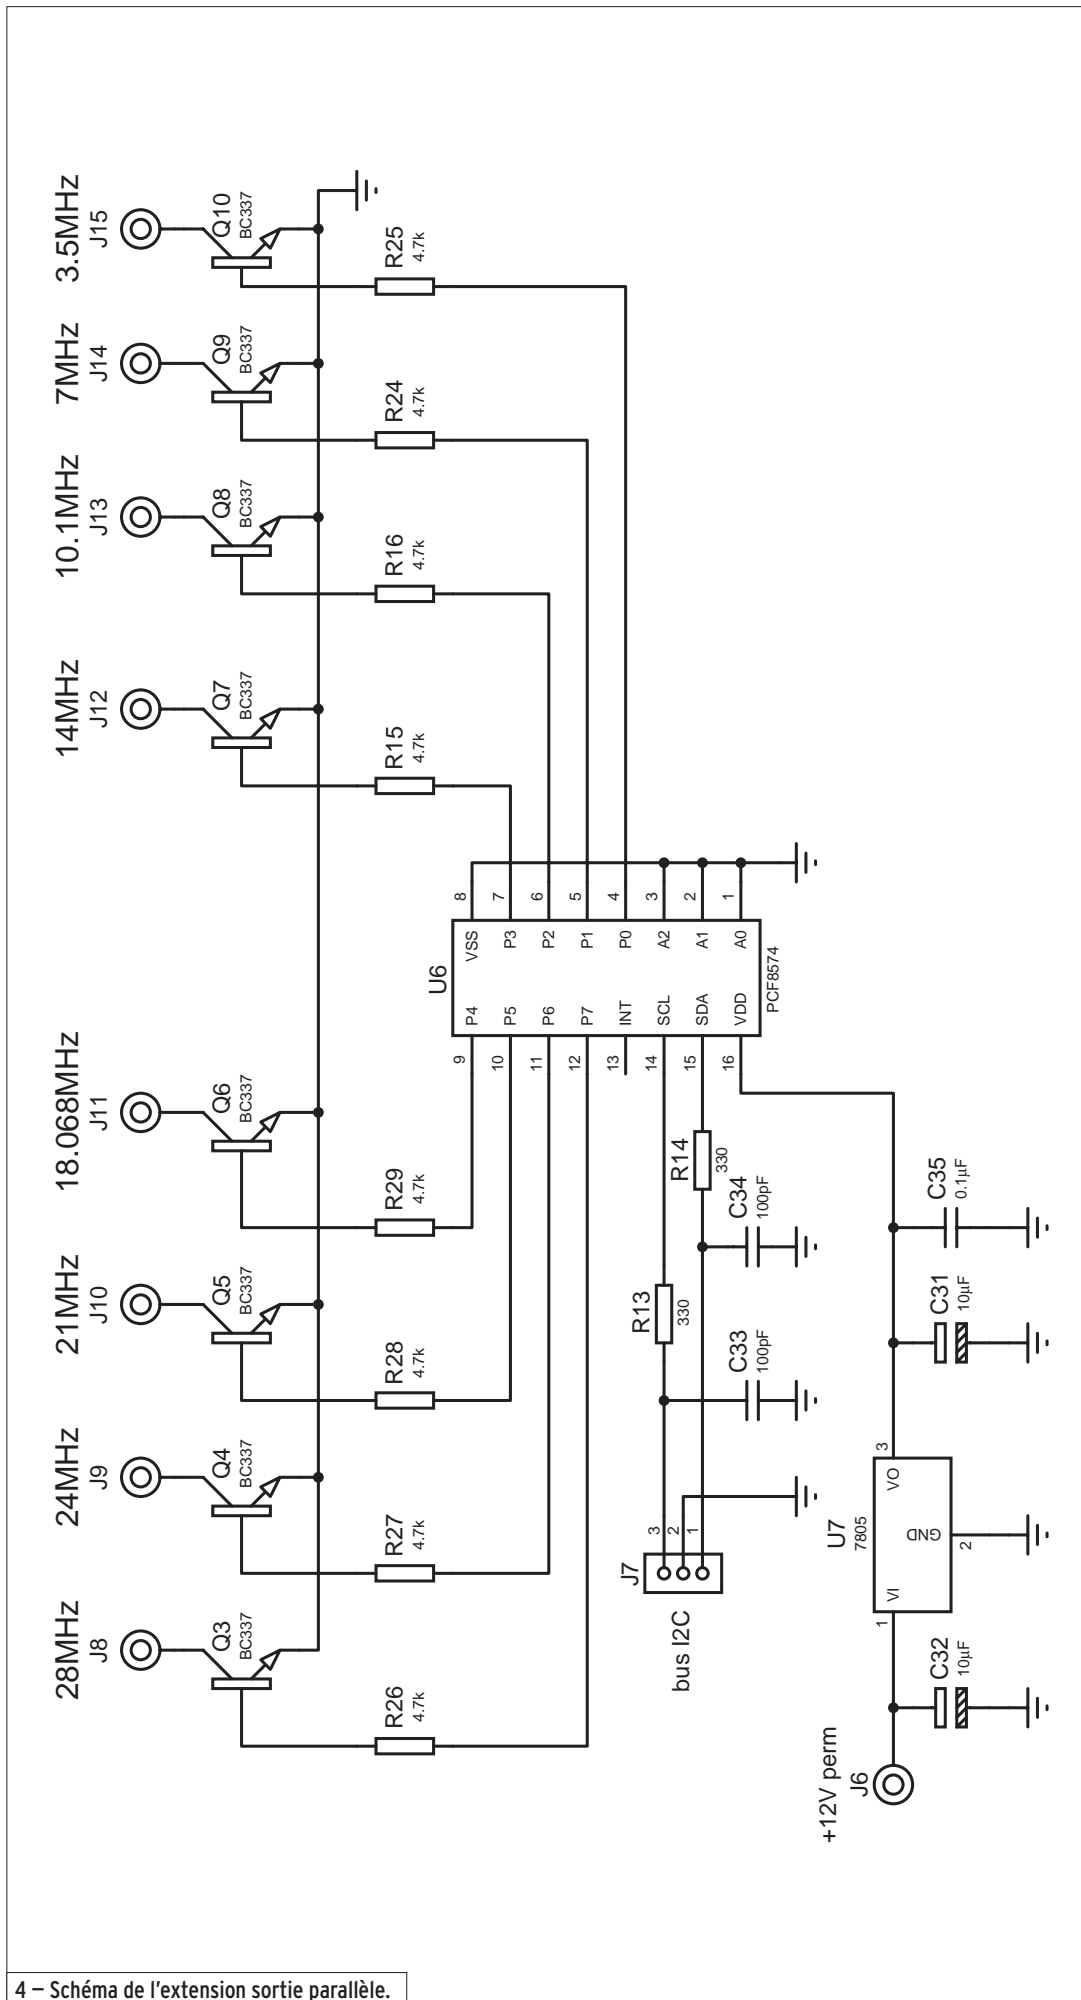 28MHz
J8
24MHz
J9
21MHz
J10
18.068MHz
J11
14MHz
J12
10.1MHz
J13
7MHz
J14
3.5MHz
J15
Q3
BC337
Q4
BC337
Q5
BC337
Q6
BC337
Q7
BC337
Q8
BC337
Q9
BC337
Q10
BC337
R26
4.7k
R27
4.7k
R28
4.7k
R29
4.7k
R15
4.7k
R16
4.7k
R24
4.7k
R25
4.7k
U6
9
P4
VSS
8
10
P5
P3
7
11
P6
P2
6
12
P7
P1
5
13
INT
P0
4
14
SCL
A2
3
15
SDA
A1
2
16
VDD
A0
1
PCF8574
J7
3
2
1
bus I2C
R13
330
R14
330
C33
100pF
C34
100pF
+12V perm
J6
C32
10µF
U7
7805
1
VI
VO
3
GND
2
C31
10µF
C35
0.1µF
4 – Schéma de l'extension sortie parallèle.